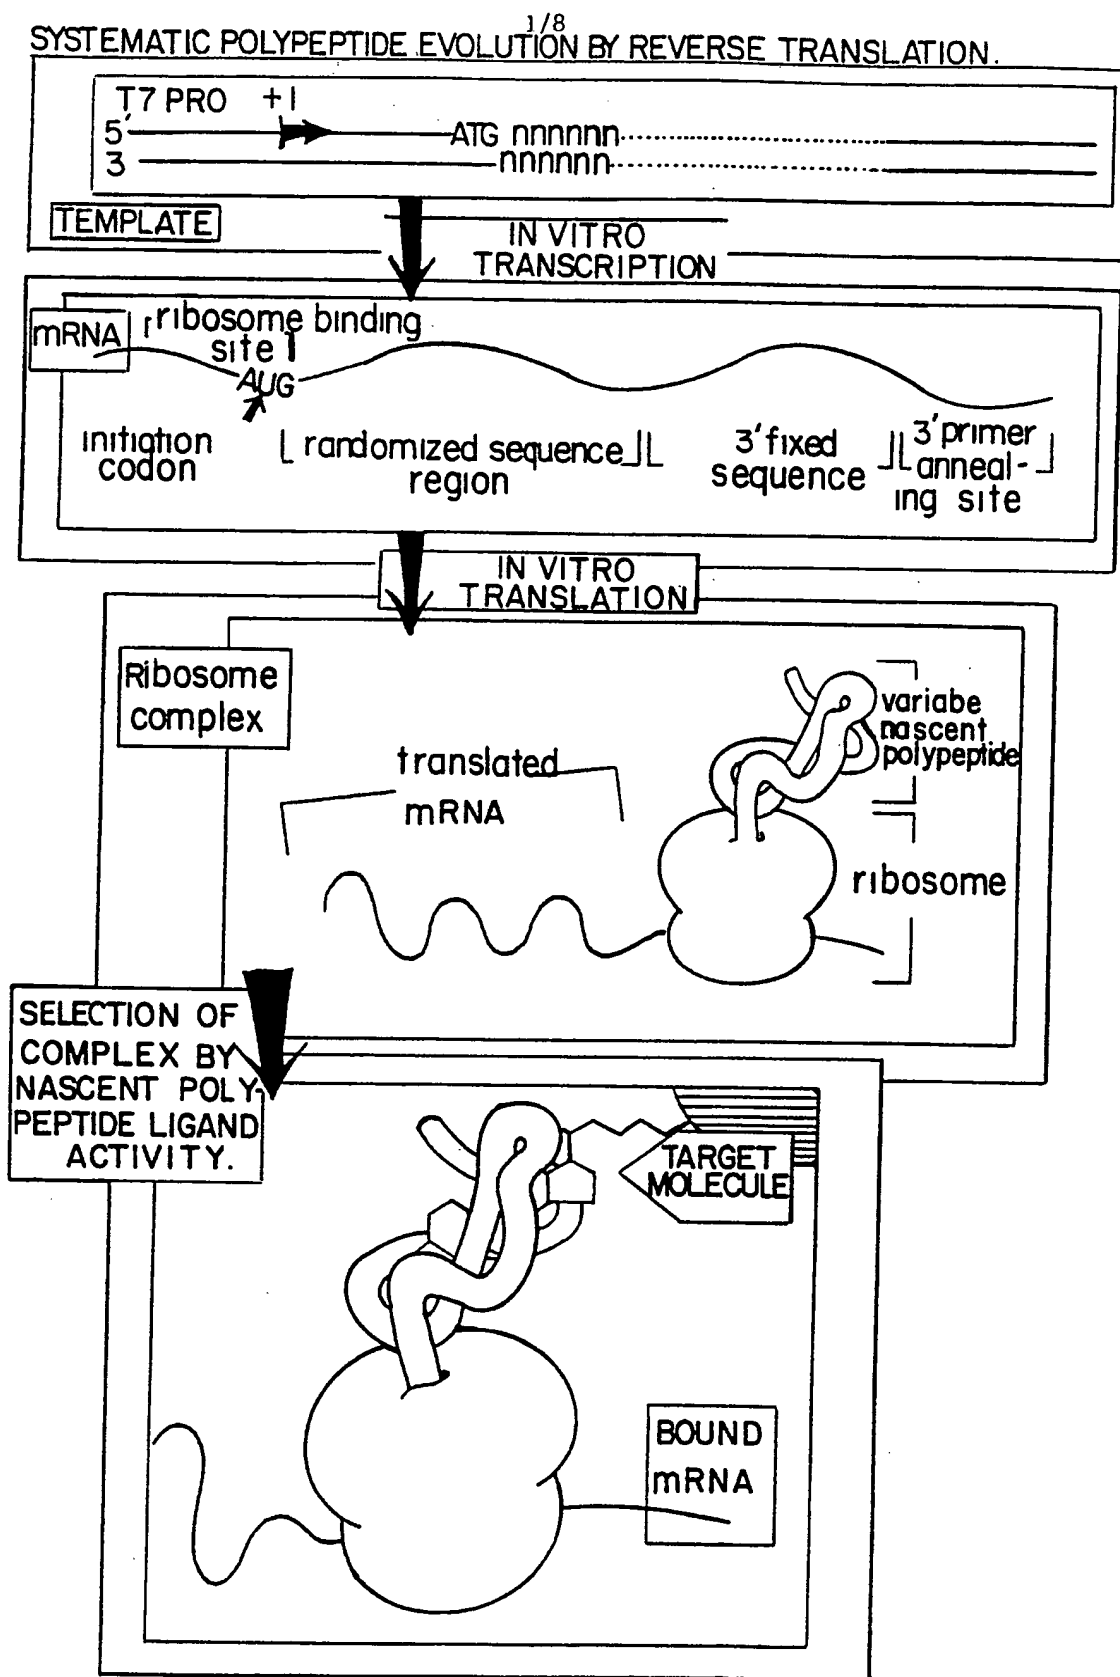 1/8
SYSTEMATIC POLYPEPTIDE EVOLUTION BY REVERSE TRANSLATION.
T7 PRO +1
5' ATG nnnnnn
3 nnnnnn
TEMPLATE
IN VITRO
TRANSCRIPTION
mRNA
ribosome binding
site 1
AUG
initiation
codon
randomized sequence
region
3' fixed
sequence
3' primer
anneal-
ing site
IN VITRO
TRANSLATION
Ribosome
complex
variabe
nascent
polypeptide
translated
mRNA
ribosome
SELECTION OF
COMPLEX BY
NASCENT POLY-
PEPTIDE LIGAND
ACTIVITY.
TARGET
MOLECULE
BOUND
mRNA